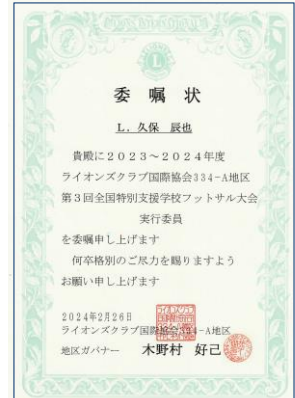 委嘱状
L. 久保 辰也
貴殿に2023~2024年度
ライオンズクラブ国際協会334-A地区
第3回全国特別支援学校フットサル大会
実行委員
を委嘱申し上げます
何卒格別のご尽力を賜りますよう
お願い申し上げます
2024年2月26日
ライオンズクラブ国際協会334-A地区
地区ガバナー 木野村 好己